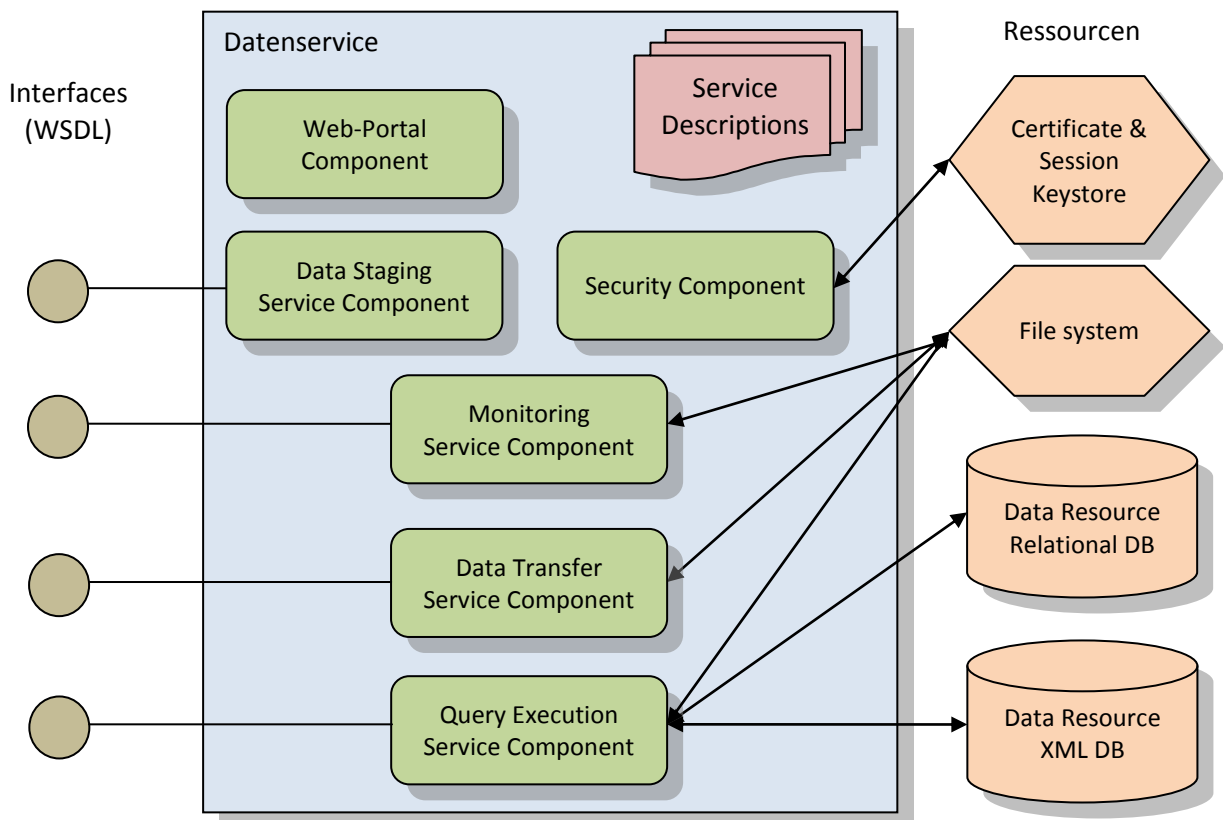 Interfaces
(WSDL)
Datenservice
Web-Portal
Component
Service
Descriptions
Data Staging
Service Component
Security Component
Monitoring
Service Component
Data Transfer
Service Component
Query Execution
Service Component
Ressourcen
Certificate &
Session
Keystore
File system
Data Resource
Relational DB
Data Resource
XML DB